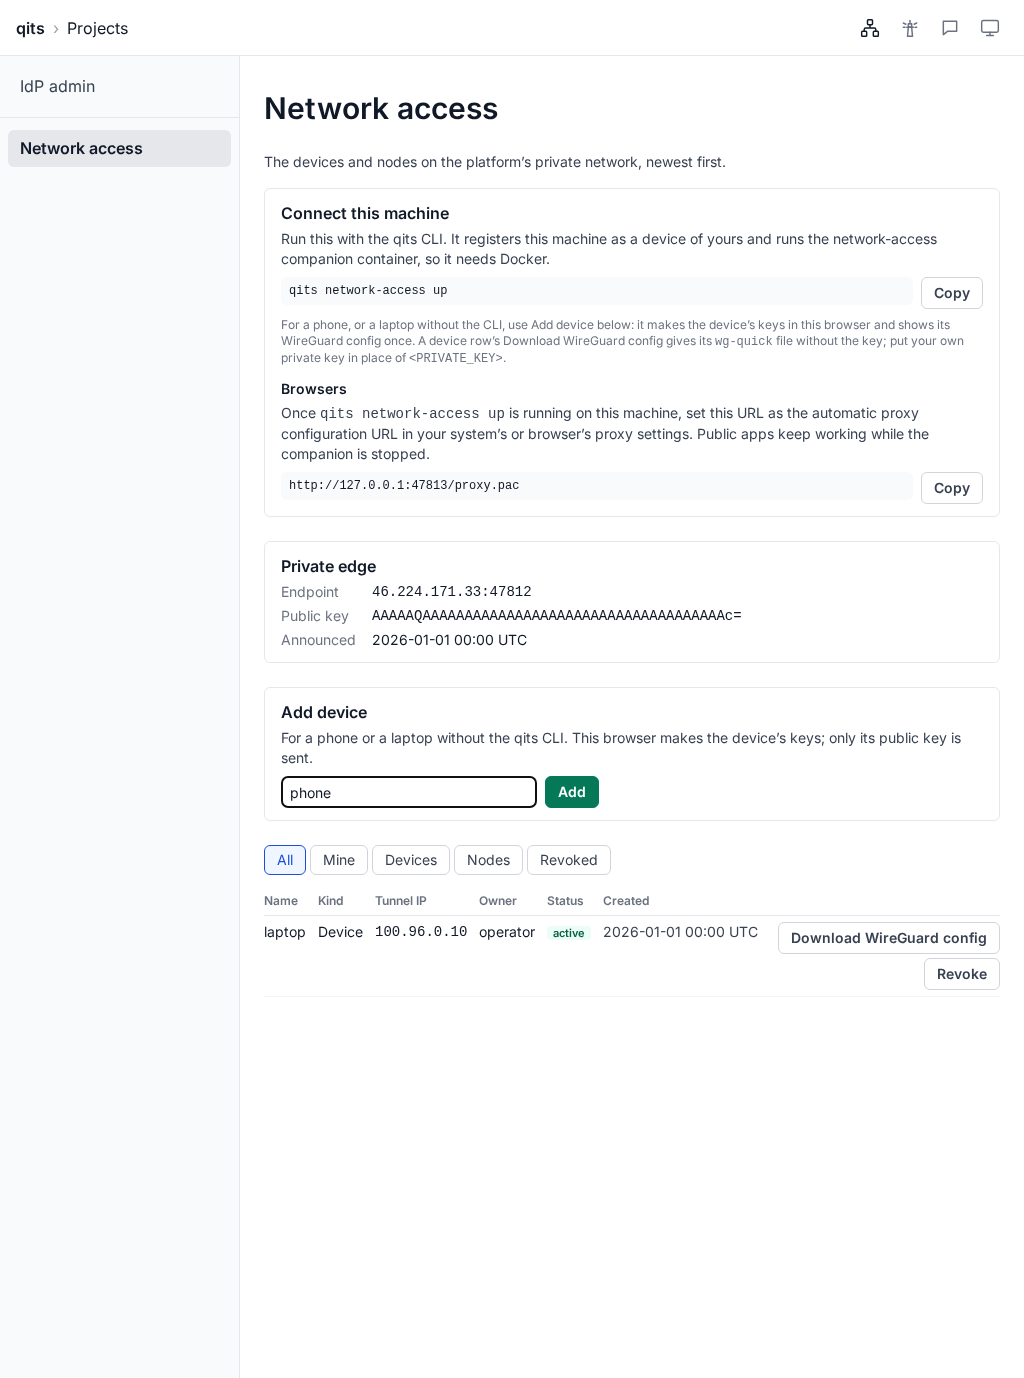 qits › Projects
IdP admin
Network access
Network access
The devices and nodes on the platform’s private network, newest first.
Connect this machine
Run this with the qits CLI. It registers this machine as a device of yours and runs the network-access
companion container, so it needs Docker.
qits network-access up
Copy
For a phone, or a laptop without the CLI, use Add device below: it makes the device’s keys in this browser and shows its
WireGuard config once. A device row’s Download WireGuard config gives its wg-quick file without the key; put your own
private key in place of <PRIVATE_KEY>.
Browsers
Once qits network-access up is running on this machine, set this URL as the automatic proxy
configuration URL in your system’s or browser’s proxy settings. Public apps keep working while the
companion is stopped.
http://127.0.0.1:47813/proxy.pac
Copy
Private edge
Endpoint 46.224.171.33:47812
Public key AAAAAQAAAAAAAAAAAAAAAAAAAAAAAAAAAAAAAAAAAAc=
Announced 2026-01-01 00:00 UTC
Add device
For a phone or a laptop without the qits CLI. This browser makes the device’s keys; only its public key is
sent.
phone
Add
All Mine Devices Nodes Revoked
Name Kind Tunnel IP Owner Status Created
laptop Device 100.96.0.10 operator active 2026-01-01 00:00 UTC Download WireGuard config
Revoke